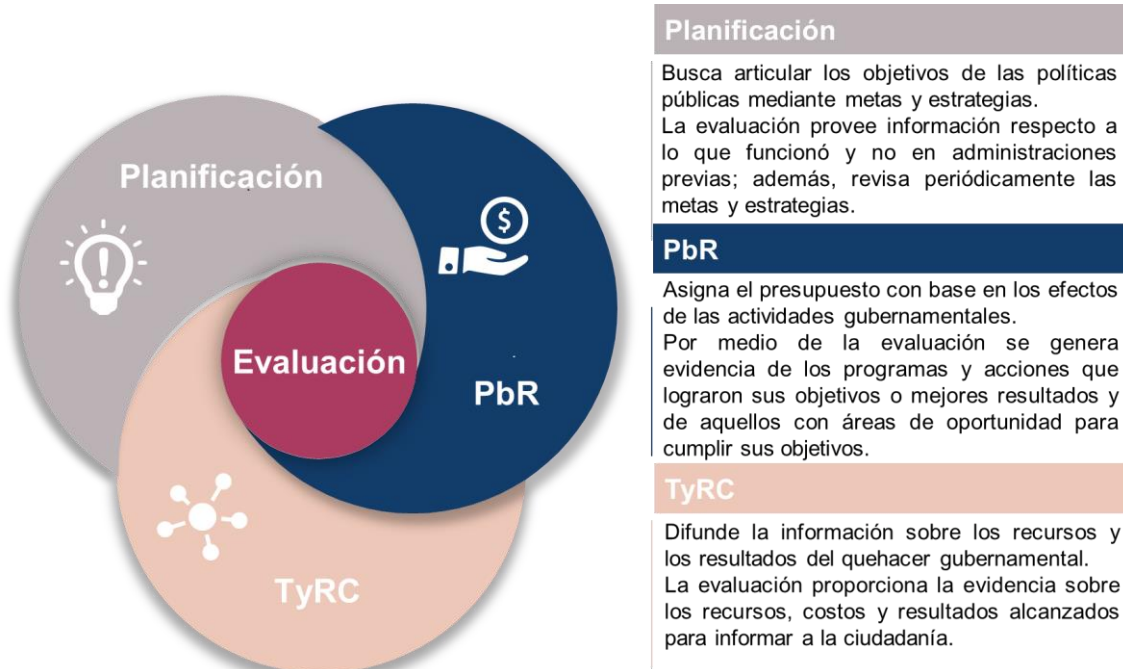 Planificación
PbR
Evaluación
TyRC
Planificación
Busca articular los objetivos de las políticas
públicas mediante metas y estrategias.
La evaluación provee información respecto a
lo que funcionó y no en administraciones
previas; además, revisa periódicamente las
metas y estrategias.
PbR
Asigna el presupuesto con base en los efectos
de las actividades gubernamentales.
Por medio de la evaluación se genera
evidencia de los programas y acciones que
lograron sus objetivos o mejores resultados y
de aquellos con áreas de oportunidad para
cumplir sus objetivos.
TyRC
Difunde la información sobre los recursos y
los resultados del quehacer gubernamental.
La evaluación proporciona la evidencia sobre
los recursos, costos y resultados alcanzados
para informar a la ciudadanía.